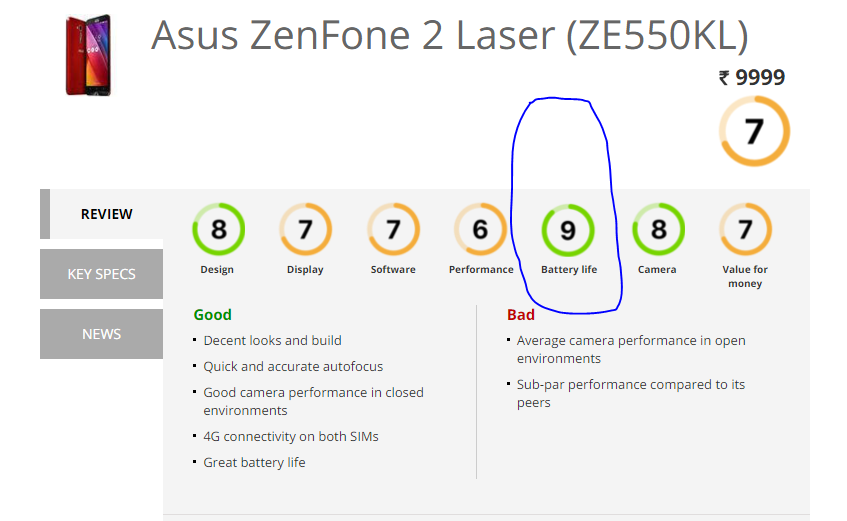 Asus ZenFone 2 Laser (ZE550KL)
₹ 9999
7
REVIEW
KEY SPECS
NEWS
8
7
7
6
9
8
7
Design
Display
Software
Performance
Battery life
Camera
Value for
money
Good
Decent looks and build
Quick and accurate autofocus
Good camera performance in closed
environments
4G connectivity on both SIMs
Great battery life
Bad
Average camera performance in open
environments
Sub-par performance compared to its
peers